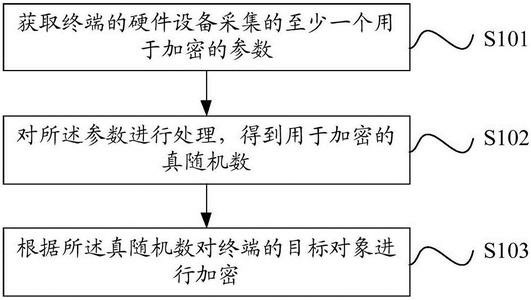 获取终端的硬件设备采集的至少一个用
于加密的参数
S101
对所述参数进行处理，得到用于加密的
真随机数
S102
根据所述真随机数对终端的目标对象进
行加密
S103